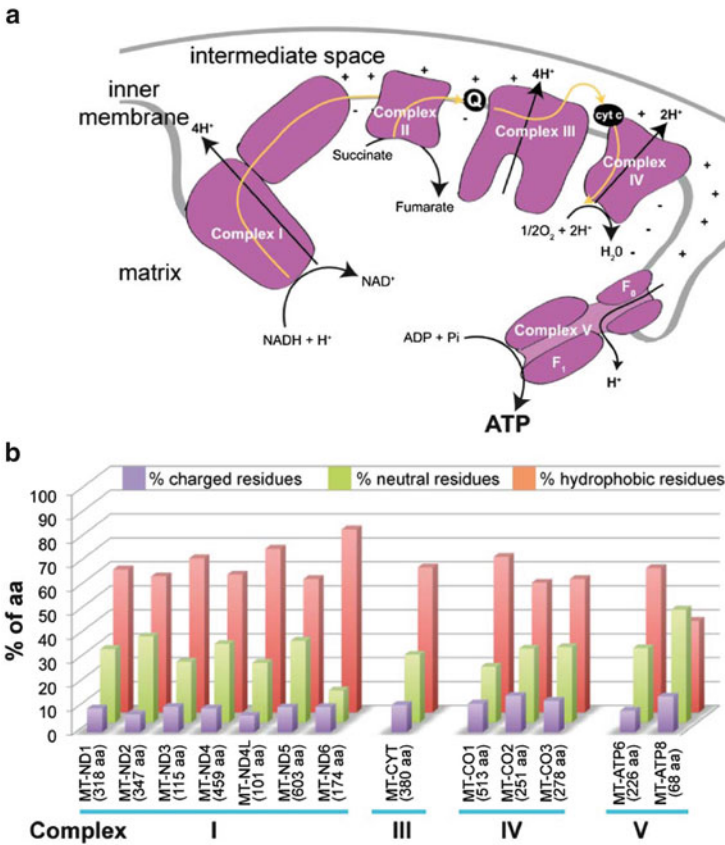 a
intermediate space
inner
membrane
matrix
4H⁺
Complex I
NADH + H⁺
NAD⁺
Complex
II
Succinate
Fumarate
Q
4H⁺
Complex III
cyt c
2H⁺
Complex
IV
1/2O₂ + 2H⁺
H₂0
F₀
Complex V
F₁
ADP + Pi
H⁺
ATP
b
% charged residues
% neutral residues
% hydrophobic residues
% of aa
100
90
80
70
60
50
40
30
20
10
0
MT-ND1
(318 aa)
MT-ND2
(347 aa)
MT-ND3
(115 aa)
MT-ND4
(459 aa)
MT-ND4L
(101 aa)
MT-ND5
(603 aa)
MT-ND6
(174 aa)
MT-CYT
(380 aa)
MT-CO1
(513 aa)
MT-CO2
(251 aa)
MT-CO3
(278 aa)
MT-ATP6
(226 aa)
MT-ATP8
(68 aa)
Complex I III IV V